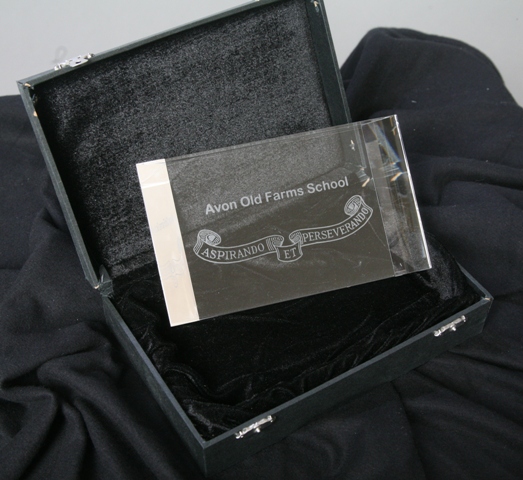 Avon Old Farms School
ASPIRANDO ET PERSEVERANDO